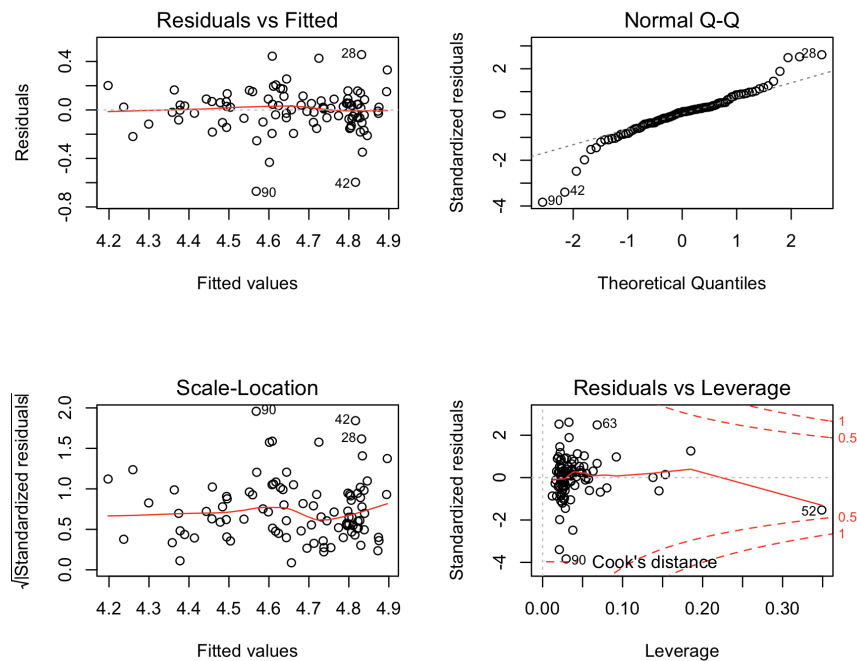 Residuals vs Fitted
Residuals
0.4
0.0
-0.4
-0.8
28
90
42
4.2 4.3 4.4 4.5 4.6 4.7 4.8 4.9
Fitted values
Normal Q-Q
Standardized residuals
2
0
-2
-4
28
42
90
-2 -1 0 1 2
Theoretical Quantiles
Scale-Location
√|Standardized residuals|
2.0
1.5
1.0
0.5
0.0
90
42
28
4.2 4.3 4.4 4.5 4.6 4.7 4.8 4.9
Fitted values
Residuals vs Leverage
Standardized residuals
2
0
-2
-4
63
52
90
Cook's distance
1
0.5
0.5
1
0.00 0.10 0.20 0.30
Leverage